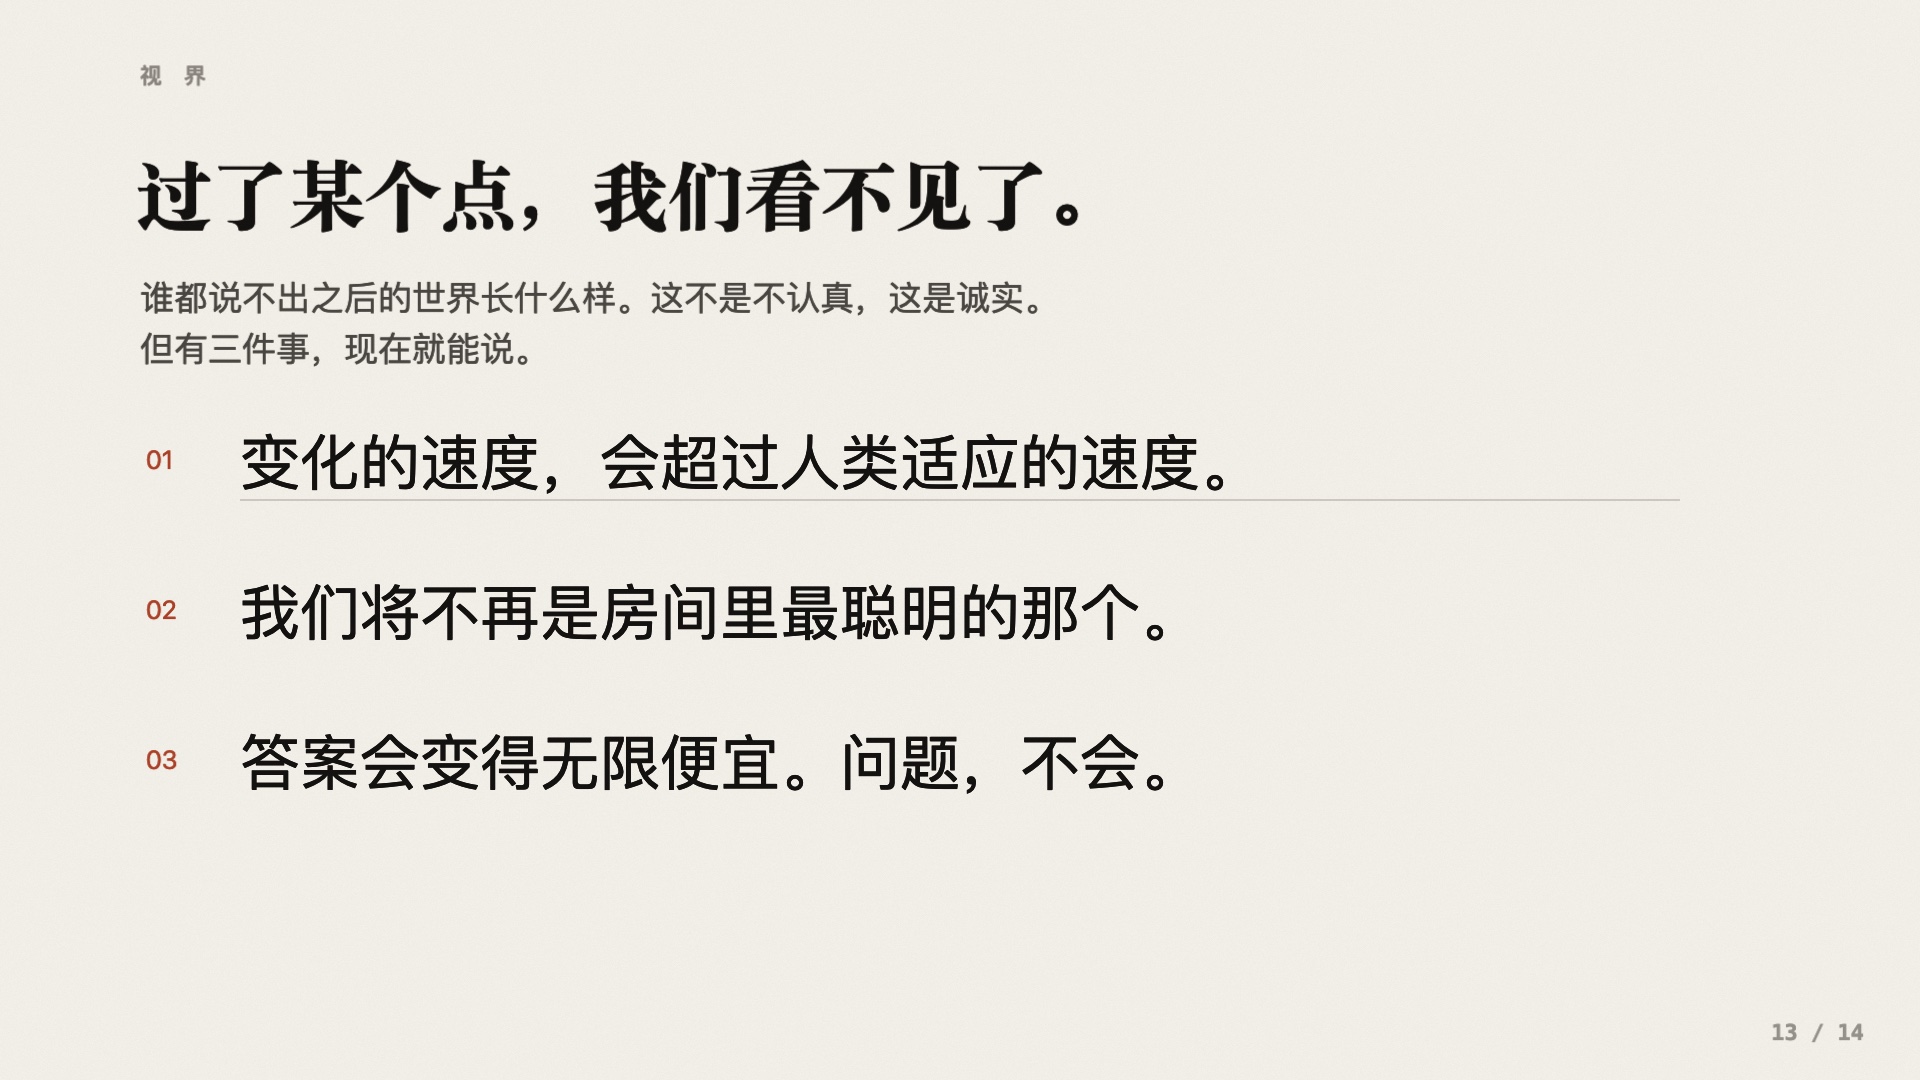 视 界
过了某个点，我们看不见了。
谁都说不出之后的世界长什么样。这不是不认真，这是诚实。
但有三件事，现在就能说。
01 变化的速度，会超过人类适应的速度。
02 我们将不再是房间里最聪明的那个。
03 答案会变得无限便宜。问题，不会。
13 / 14